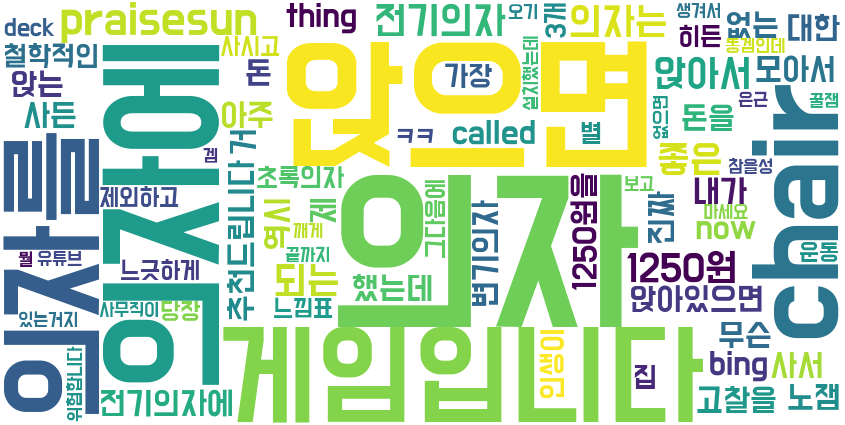 deck
praisesun
thing
전기의자
오기
3개
의자는
생겨서
없는
대한
철학적인
사시고
돈
히든
똥겜인데
앉는
앉으면
가장
설치했는데
앉아서
모아서
사든
아주
ㅋㅋ
called
별
없으면
돈을
은근
꿀잼
의자를
의자에
겜
추천드립니다
거
초록의자
좋은
참을성
chair
제외하고
역시
제
의자
그다음에
변기의자
1250원을
보고
내가
마세요
진짜
now
뭘
유튜브
느긋하게
끝까지
깨게
되는
했는데
1250원
운동
있는거지
사무직이
당장
느낌표
앉아있으면
위험합니다
전기의자에
게임입니다
인생이
집
무슨
bing
사서
고찰을
노잼